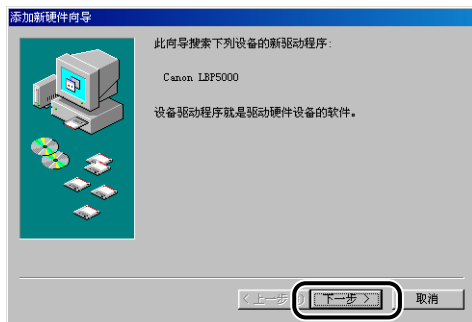 添加新硬件向导
此向导搜索下列设备的新驱动程序:
Canon LBP5000
设备驱动程序就是驱动硬件设备的软件。
<上一步 下一步 > 取消